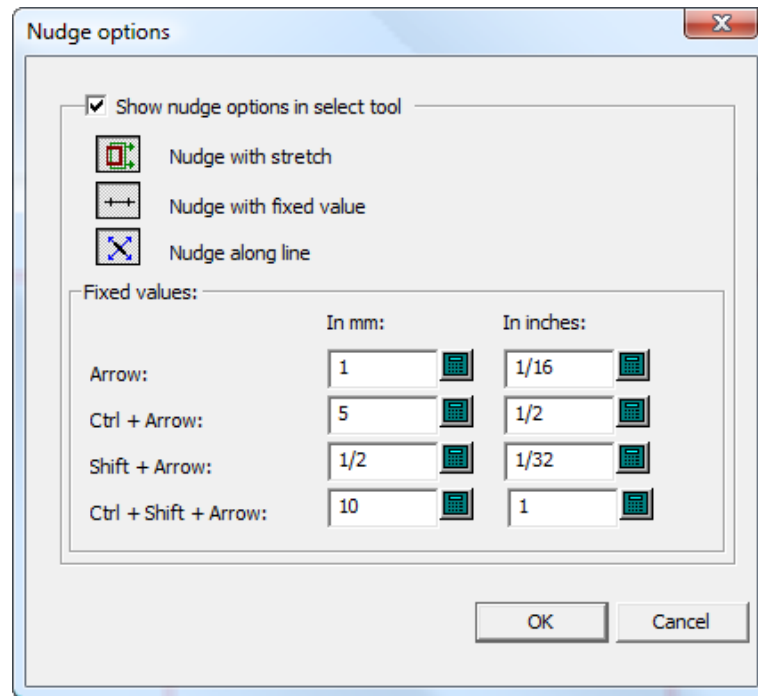 Nudge options
Show nudge options in select tool
Nudge with stretch
Nudge with fixed value
Nudge along line
Fixed values:
In mm: In inches:
Arrow: 1 1/16
Ctrl + Arrow: 5 1/2
Shift + Arrow: 1/2 1/32
Ctrl + Shift + Arrow: 10 1
OK Cancel